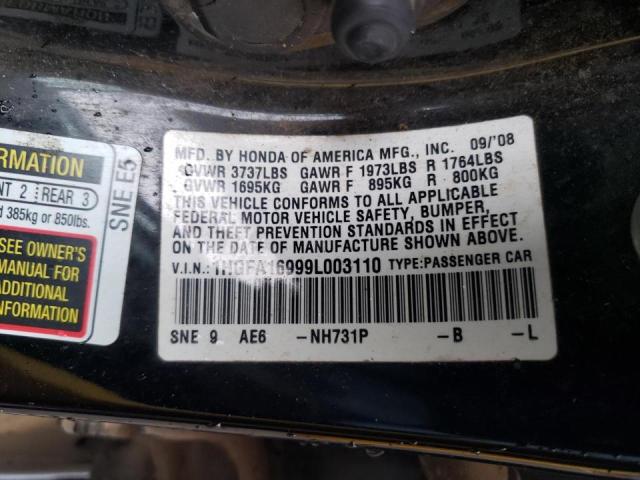 FORMATION
NT 2 REAR 3
d 385kg or 850lbs.
SEE OWNER'S
MANUAL FOR
ADDITIONAL
NFORMATION
SNE E5
MFD. BY HONDA OF AMERICA MFG., INC. 09/'08
GVWR 3737LBS GAWR F 1973LBS R 1764LBS
GVWR 1695KG GAWR F 895KG R 800KG
THIS VEHICLE CONFORMS TO ALL APPLICABLE
FEDERAL MOTOR VEHICLE SAFETY, BUMPER,
AND THEFT PREVENTION STANDARDS IN EFFECT
ON THE DATE OF MANUFACTURE SHOWN ABOVE.
V.I.N.: 1HGFA16999L003110 TYPE:PASSENGER CAR
SNE 9 AE6 -NH731P -B -L